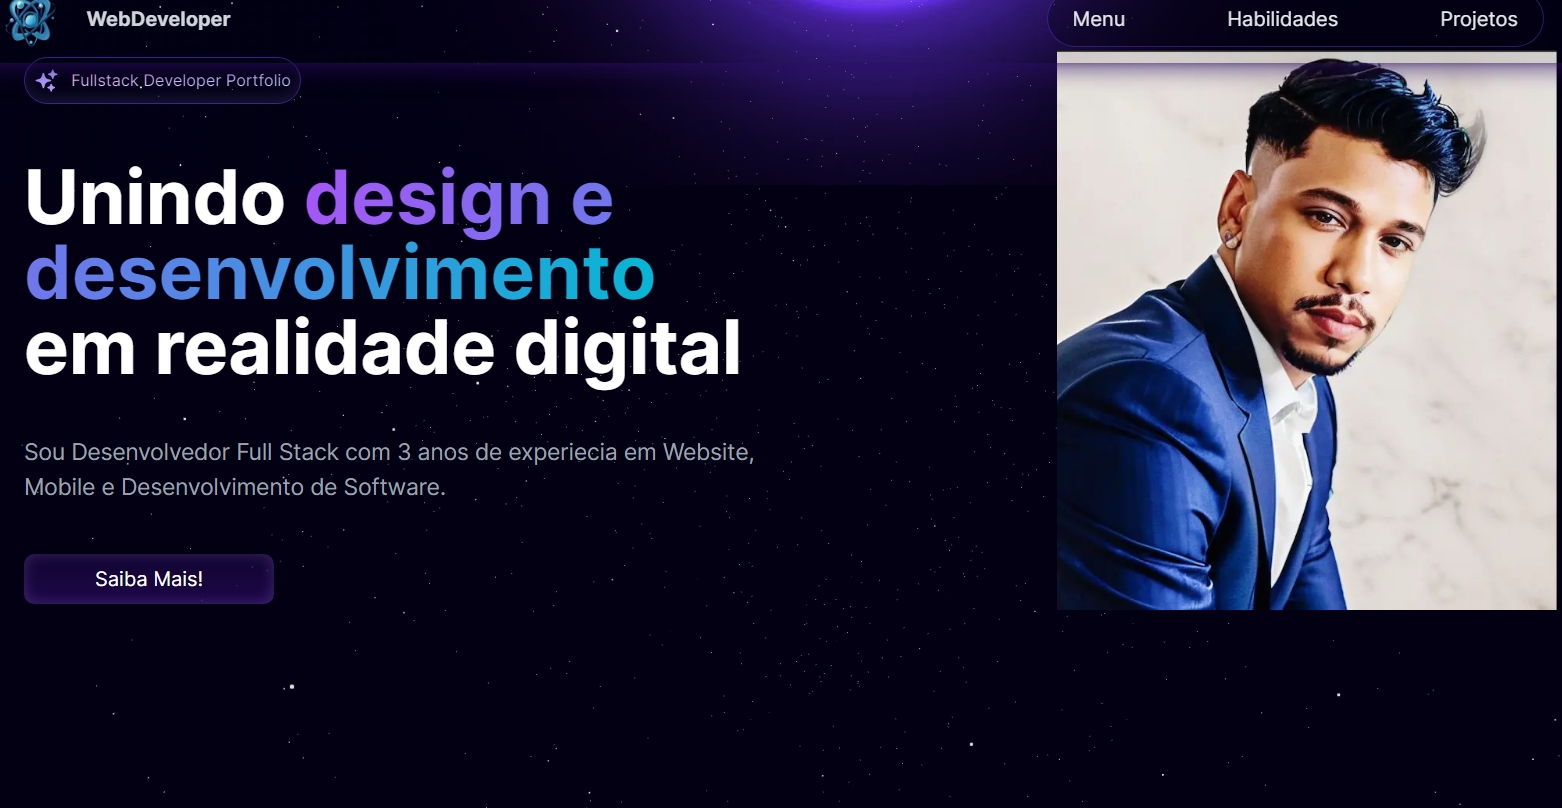 WebDeveloper
Menu
Habilidades
Projetos
Fullstack Developer Portfolio
Unindo design e
desenvolvimento
em realidade digital
Sou Desenvolvedor Full Stack com 3 anos de experiecia em Website,
Mobile e Desenvolvimento de Software.
Saiba Mais!